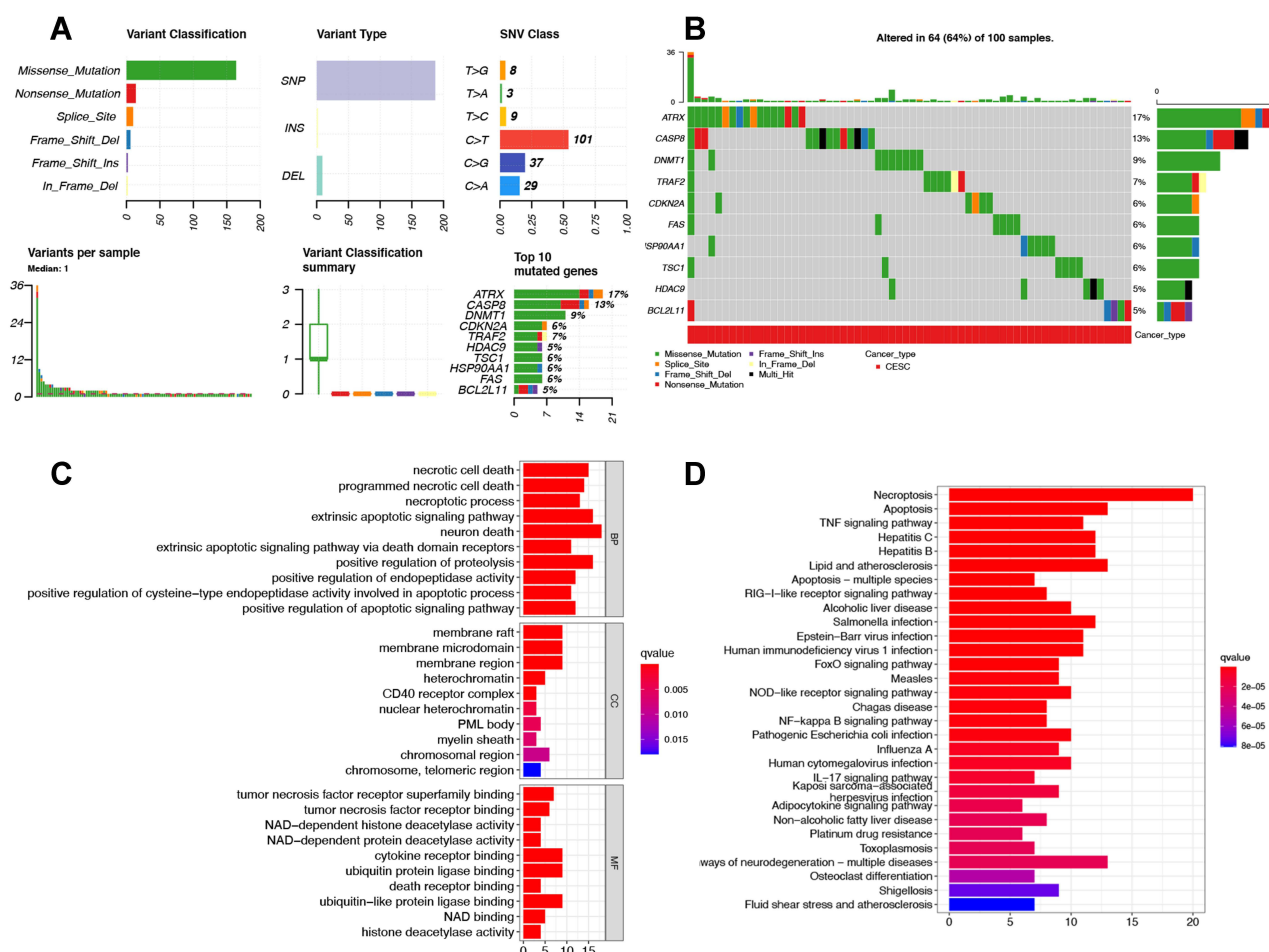 A
Variant Classification
Missense_Mutation
Nonsense_Mutation
Splice_Site
Frame_Shift_Del
Frame_Shift_Ins
In_Frame_Del
0
50
100
150
200
Variant Type
SNP
INS
DEL
0
50
100
150
200
SNV Class
T>G
T>A
T>C
C>T
C>G
C>A
8
3
9
101
37
29
0.00
0.25
0.50
0.75
1.00
Variants per sample
Median: 1
36
24
12
0
Variant Classification
summary
3
2
1
0
Top 10
mutated genes
ATRX 17%
CASP8 13%
DNMT1 9%
CDKN2A 6%
TRAF2 7%
HDAC9 5%
TSC1 6%
HSP90AA1 6%
FAS 6%
BCL2L11 5%
0
7
14
21
B
Altered in 64 (64%) of 100 samples.
36
0
0
ATRX 17%
CASP8 13%
DNMT1 9%
TRAF2 7%
CDKN2A 6%
FAS 6%
SP90AA1 6%
TSC1 6%
HDAC9 5%
BCL2L11 5%
Cancer_type
Missense_Mutation
Splice_Site
Frame_Shift_Del
Nonsense_Mutation
Frame_Shift_Ins
In_Frame_Del
Multi_Hit
Cancer_type
CESC
C
necrotic cell death
programmed necrotic cell death
necroptotic process
extrinsic apoptotic signaling pathway
neuron death
extrinsic apoptotic signaling pathway via death domain receptors
positive regulation of proteolysis
positive regulation of endopeptidase activity
positive regulation of cysteine−type endopeptidase activity involved in apoptotic process
positive regulation of apoptotic signaling pathway
BP
membrane raft
membrane microdomain
membrane region
heterochromatin
CD40 receptor complex
nuclear heterochromatin
PML body
myelin sheath
chromosomal region
chromosome, telomeric region
CC
tumor necrosis factor receptor superfamily binding
tumor necrosis factor receptor binding
NAD−dependent histone deacetylase activity
NAD−dependent protein deacetylase activity
cytokine receptor binding
ubiquitin protein ligase binding
death receptor binding
ubiquitin−like protein ligase binding
NAD binding
histone deacetylase activity
MF
0 5 10 15
qvalue
0.005
0.010
0.015
D
Necroptosis
Apoptosis
TNF signaling pathway
Hepatitis C
Hepatitis B
Lipid and atherosclerosis
Apoptosis − multiple species
RIG−I−like receptor signaling pathway
Alcoholic liver disease
Salmonella infection
Epstein−Barr virus infection
Human immunodeficiency virus 1 infection
FoxO signaling pathway
Measles
NOD−like receptor signaling pathway
Chagas disease
NF−kappa B signaling pathway
Pathogenic Escherichia coli infection
Influenza A
Human cytomegalovirus infection
IL−17 signaling pathway
Kaposi sarcoma−associated
herpesvirus infection
Adipocytokine signaling pathway
Non−alcoholic fatty liver disease
Platinum drug resistance
Toxoplasmosis
ways of neurodegeneration − multiple diseases
Osteoclast differentiation
Shigellosis
Fluid shear stress and atherosclerosis
0 5 10 15 20
qvalue
2e−05
4e−05
6e−05
8e−05